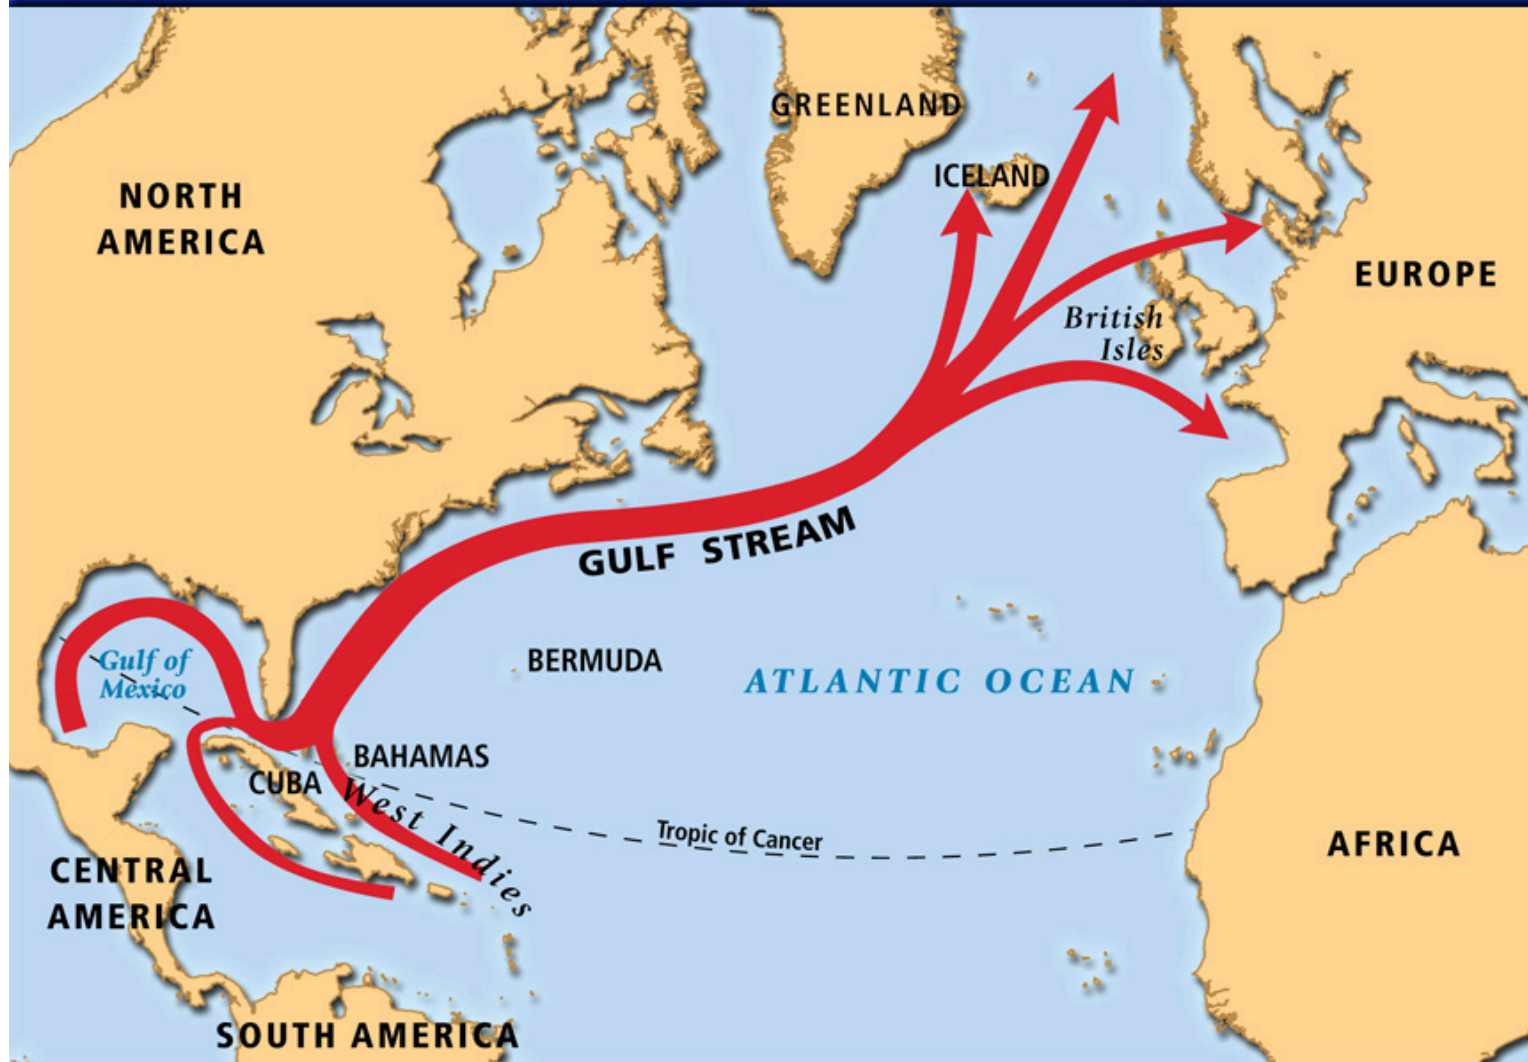 GREENLAND
ICELAND
NORTH
AMERICA
EUROPE
British
Isles
GULF STREAM
Gulf of
Mexico
BERMUDA
ATLANTIC OCEAN
BAHAMAS
CUBA
West Indies
Tropic of Cancer
AFRICA
CENTRAL
AMERICA
SOUTH AMERICA